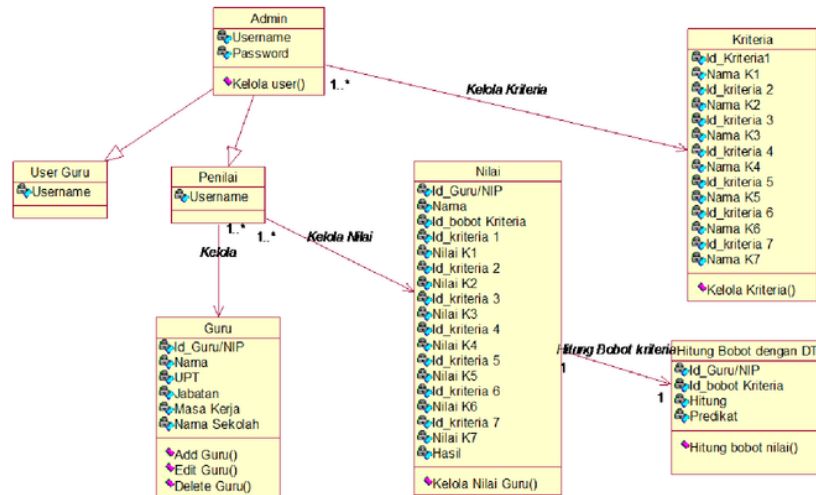 Admin
Username
Password
Kelola user()
1..*
Kelola Kriteria
Kriteria
Id_Kriteria1
Nama K1
Id_kriteria 2
Nama K2
Id_kriteria 3
Nama K3
Id_kriteria 4
Nama K4
Id_kriteria 5
Nama K5
Id_kriteria 6
Nama K6
Id_kriteria 7
Nama K7
Kelola Kriteria()
User Guru
Username
Penilai
Username
1..*
1..*
Kelola
Kelola Nilai
Nilai
Id_Guru/NIP
Nama
Id_bobot Kriteria
Id_kriteria 1
Nilai K1
Id_kriteria 2
Nilai K2
Id_kriteria 3
Nilai K3
Id_kriteria 4
Nilai K4
Id_kriteria 5
Nilai K5
Id_kriteria 6
Nilai K6
Id_kriteria 7
Nilai K7
Hasil
Kelola Nilai Guru()
Guru
Id_Guru/NIP
Nama
UPT
Jabatan
Masa Kerja
Nama Sekolah
Add Guru()
Edit Guru()
Delete Guru()
Hitung Bobot kriteria
1
1
Hitung Bobot dengan DT
Id_Guru/NIP
Id_bobot Kriteria
Hitung
Predikat
Hitung bobot nilai()